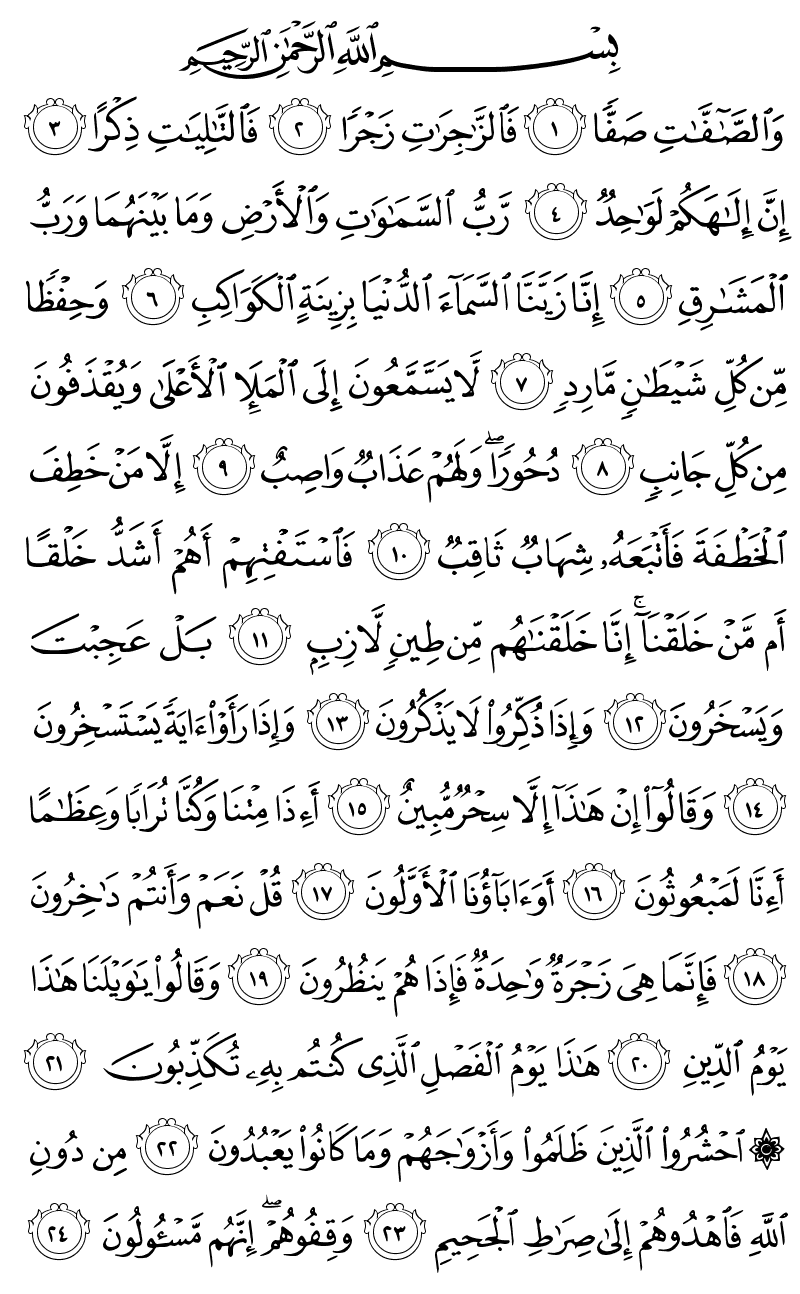 بِسْمِ ٱللَّهِ ٱلرَّحْمَٰنِ ٱلرَّحِيمِ
وَٱلصَّٰٓفَّٰتِ صَفًّا ١ فَٱلزَّٰجِرَٰتِ زَجْرًا ٢ فَٱلتَّٰلِيَٰتِ ذِكْرًا ٣
إِنَّ إِلَٰهَكُمْ لَوَٰحِدٌ ٤ رَّبُّ ٱلسَّمَٰوَٰتِ وَٱلْأَرْضِ وَمَا بَيْنَهُمَا وَرَبُّ
ٱلْمَشَٰرِقِ ٥ إِنَّا زَيَّنَّا ٱلسَّمَآءَ ٱلدُّنْيَا بِزِينَةٍ ٱلْكَوَاكِبِ ٦ وَحِفْظًا
مِّن كُلِّ شَيْطَٰنٍ مَّارِدٍ ٧ لَّا يَسَّمَّعُونَ إِلَى ٱلْمَلَإِ ٱلْأَعْلَىٰ وَيُقْذَفُونَ
مِن كُلِّ جَانِبٍ ٨ دُحُورًا ۖ وَلَهُمْ عَذَابٌ وَاصِبٌ ٩ إِلَّا مَنْ خَطِفَ
ٱلْخَطْفَةَ فَأَتْبَعَهُۥ شِهَابٌ ثَاقِبٌ ١٠ فَٱسْتَفْتِهِمْ أَهُمْ أَشَدُّ خَلْقًا
أَم مَّنْ خَلَقْنَآ ۚ إِنَّا خَلَقْنَٰهُم مِّن طِينٍ لَّازِبٍ ١١ بَلْ عَجِبْتَ
وَيَسْخَرُونَ ١٢ وَإِذَا ذُكِّرُوا۟ لَا يَذْكُرُونَ ١٣ وَإِذَا رَأَوْا۟ ءَايَةً يَسْتَسْخِرُونَ
١٤ وَقَالُوٓا۟ إِنْ هَٰذَآ إِلَّا سِحْرٌ مُّبِينٌ ١٥ أَءِذَا مِتْنَا وَكُنَّا تُرَابًا وَعِظَٰمًا
أَءِنَّا لَمَبْعُوثُونَ ١٦ أَوَءَابَآؤُنَا ٱلْأَوَّلُونَ ١٧ قُلْ نَعَمْ وَأَنتُمْ دَٰخِرُونَ
١٨ فَإِنَّمَا هِىَ زَجْرَةٌ وَٰحِدَةٌ فَإِذَا هُمْ يَنظُرُونَ ١٩ وَقَالُوا۟ يَٰوَيْلَنَا هَٰذَا
يَوْمُ ٱلدِّينِ ٢٠ هَٰذَا يَوْمُ ٱلْفَصْلِ ٱلَّذِى كُنتُم بِهِۦ تُكَذِّبُونَ ٢١
۞ ٱحْشُرُوا۟ ٱلَّذِينَ ظَلَمُوا۟ وَأَزْوَٰجَهُمْ وَمَا كَانُوا۟ يَعْبُدُونَ ٢٢ مِن دُونِ
ٱللَّهِ فَٱهْدُوهُمْ إِلَىٰ صِرَٰطِ ٱلْجَحِيمِ ٢٣ وَقِفُوهُمْ ۖ إِنَّهُم مَّسْـُٔولُونَ ٢٤